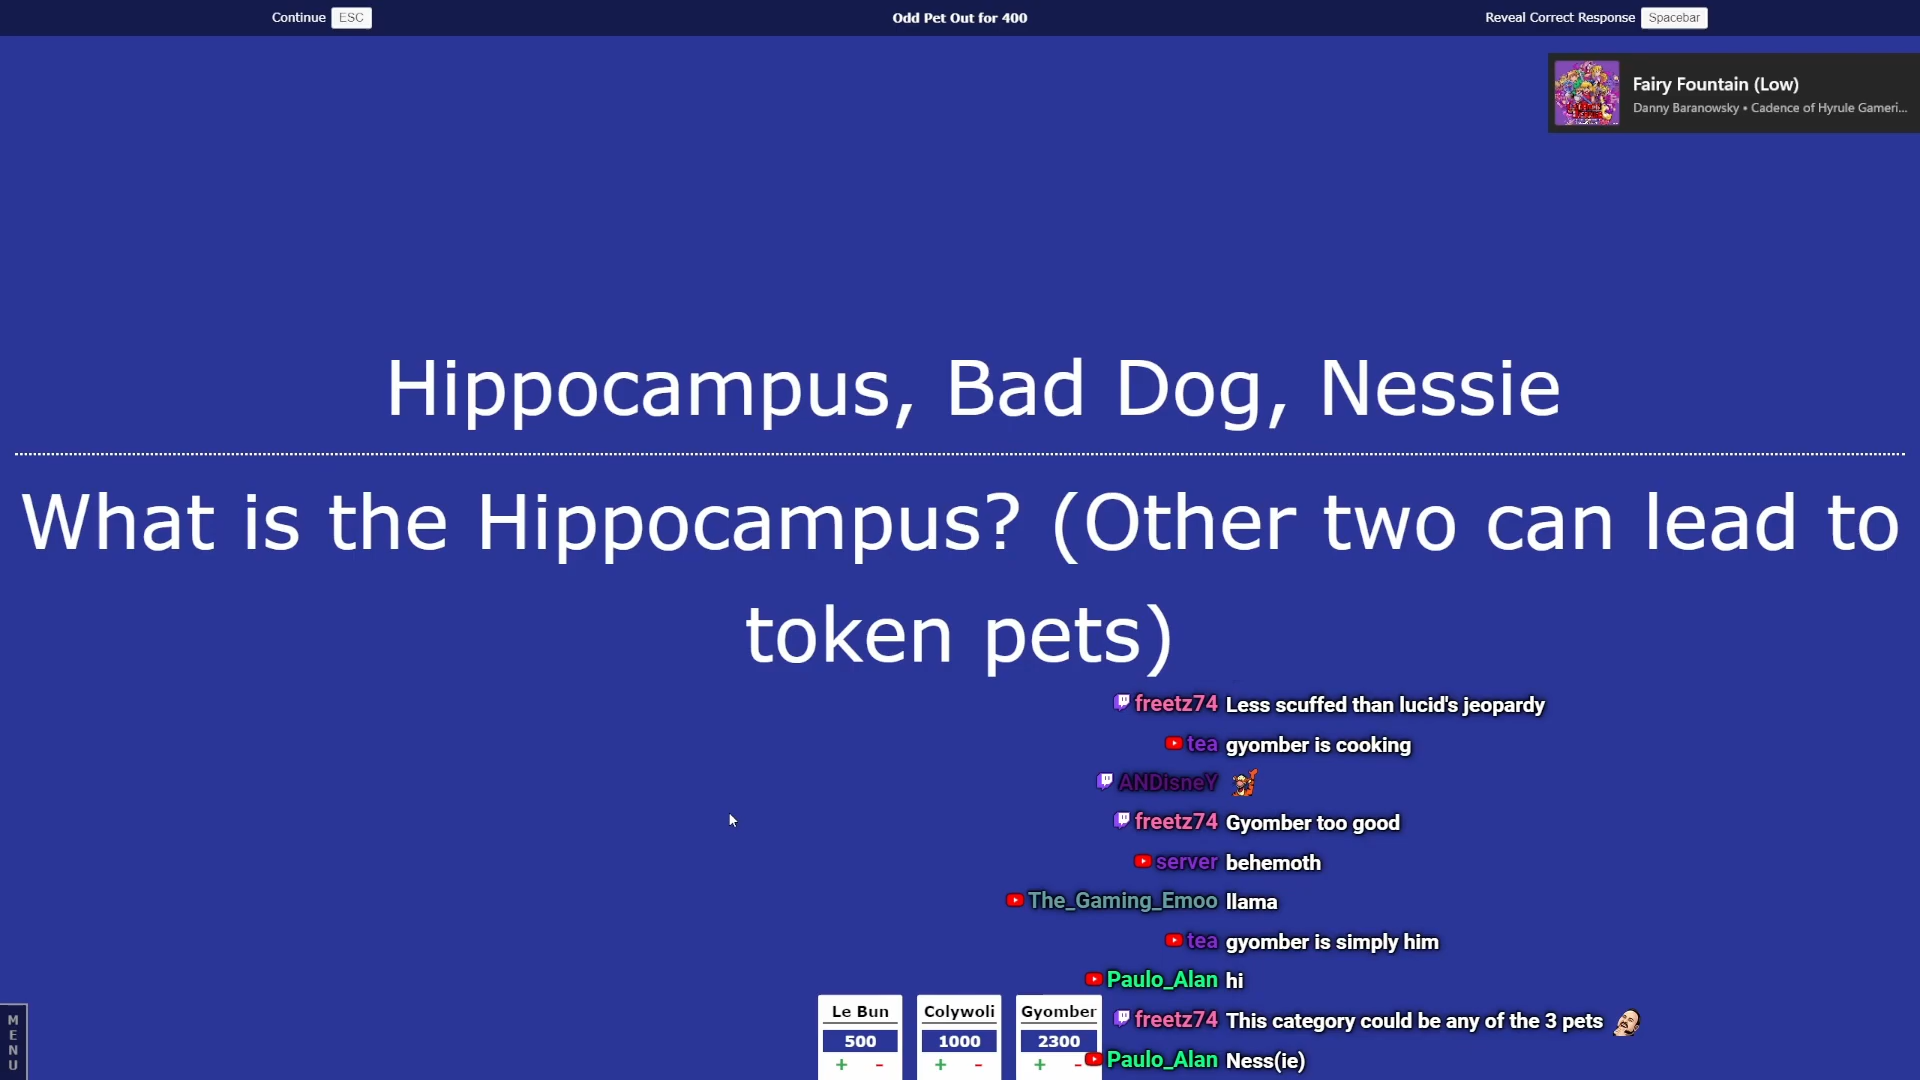 Continue ESC
Odd Pet Out for 400
Reveal Correct Response Spacebar
Fairy Fountain (Low)
Danny Baranowsky • Cadence of Hyrule Gameri...
Hippocampus, Bad Dog, Nessie
What is the Hippocampus? (Other two can lead to
token pets)
freetz74 Less scuffed than lucid's jeopardy
tea gyomber is cooking
ANDisneY
freetz74 Gyomber too good
server behemoth
The_Gaming_Emoo llama
tea gyomber is simply him
Paulo_Alan hi
freetz74 This category could be any of the 3 pets
Paulo_Alan Ness(ie)
Le Bun Colywoli Gyomber
500 1000 2300
+ - + - + -
MENU